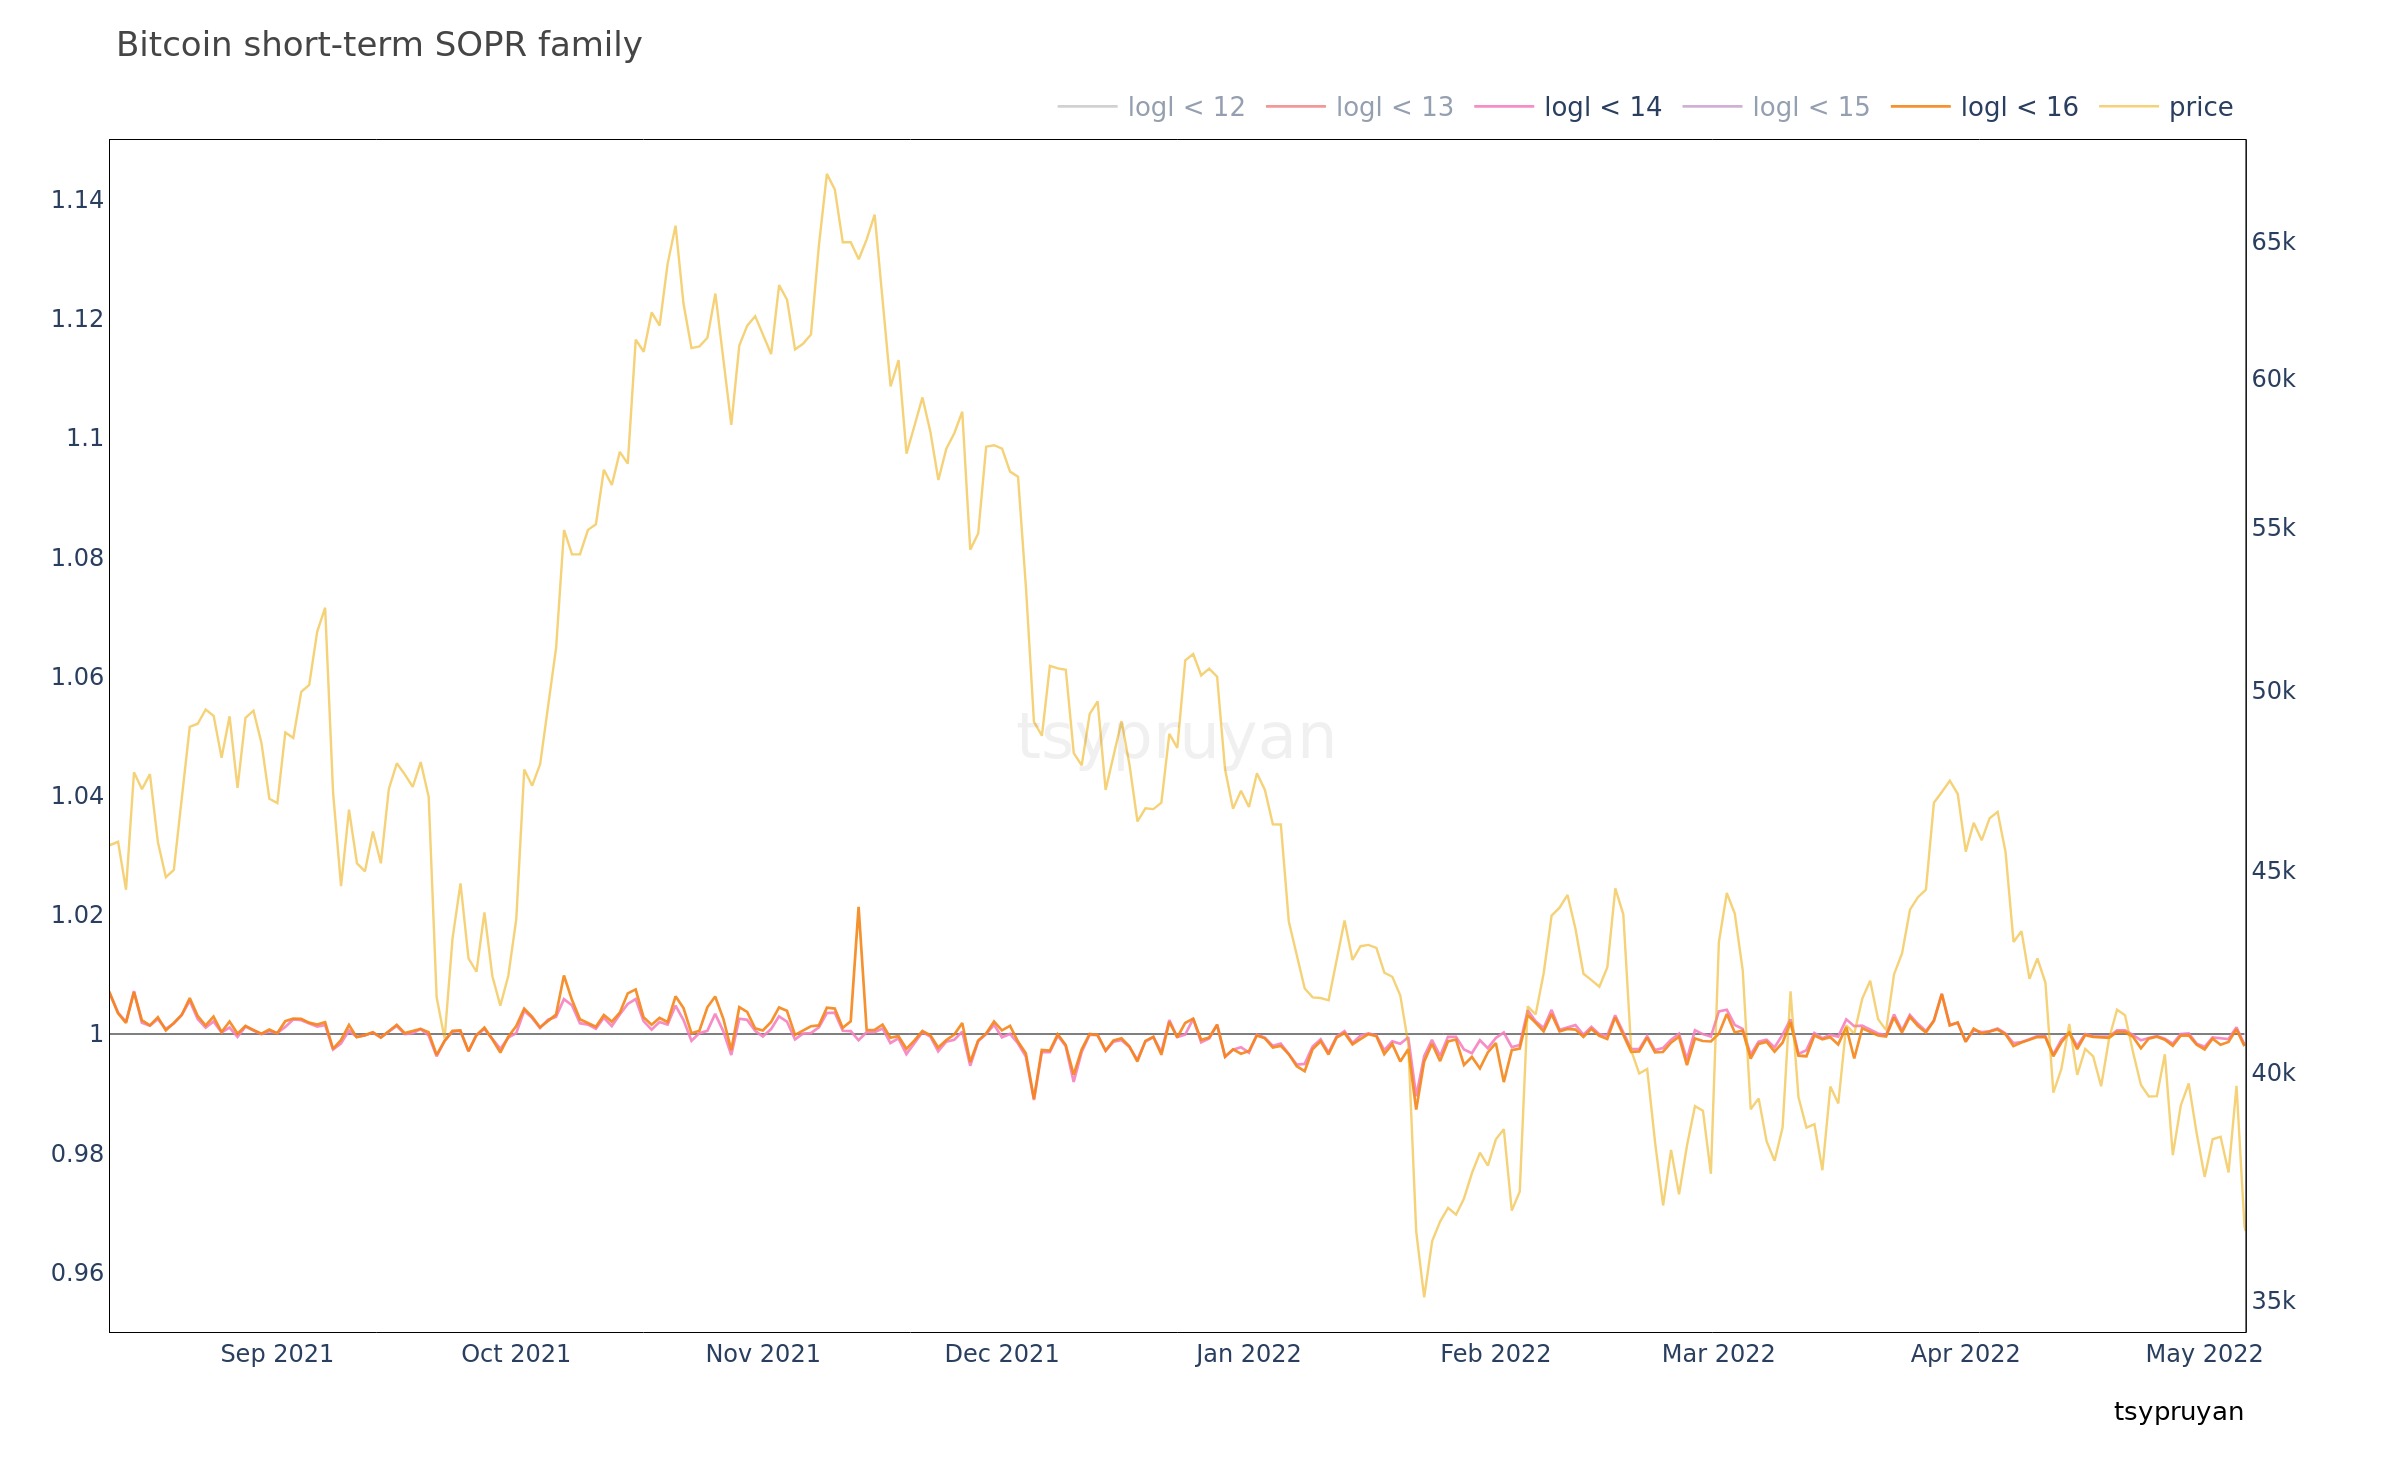 Bitcoin short-term SOPR family
logl < 12 logl < 13 logl < 14 logl < 15 logl < 16 price
1.14
1.12
1.1
1.08
1.06
1.04
1.02
1
0.98
0.96
65k
60k
55k
50k
45k
40k
35k
tsypruyan
Sep 2021 Oct 2021 Nov 2021 Dec 2021 Jan 2022 Feb 2022 Mar 2022 Apr 2022 May 2022
tsypruyan